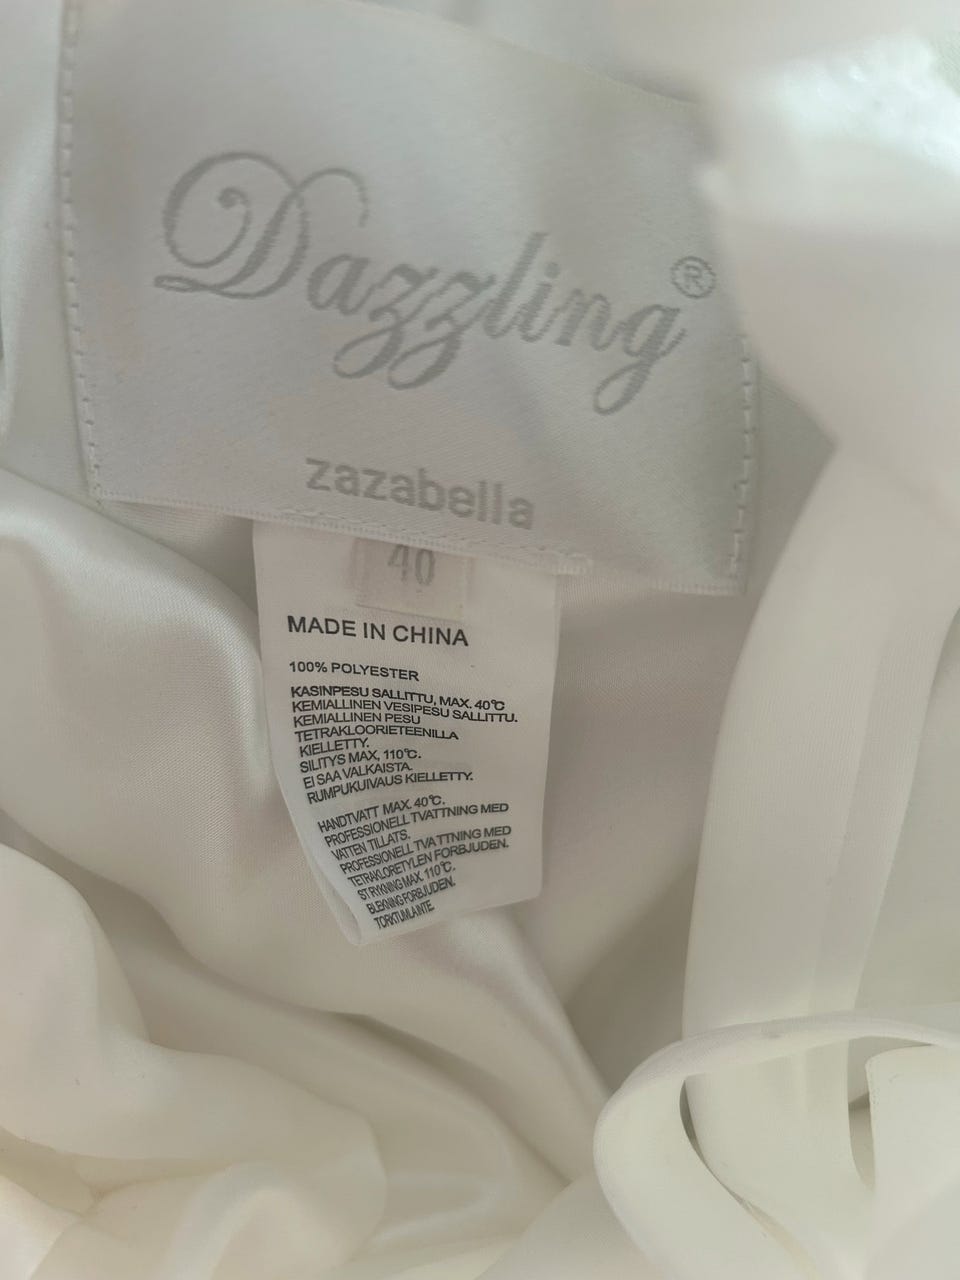 Dazzling®
zazabella
40
MADE IN CHINA
100% POLYESTER
KASINPESU SALLITTU, MAX. 40℃
KEMIALLINEN VESIPESU SALLITTU.
KEMIALLINEN PESU
TETRAKLOORIETEENILLA
KIELLETTY.
SILITYS MAX, 110℃.
EI SAA VALKAISTA.
RUMPUKUIVAUS KIELLETTY.
HANDTVATT MAX. 40℃.
PROFESSIONELL TVATTNING MED
VATTEN TILLATS.
PROFESSIONELL TVATTNING MED
TETRAKLORETYLEN FORBJUDEN.
STRYKNING MAX. 110℃.
BLEKNING FORBJUDEN.
TORKTUMLA INTE.